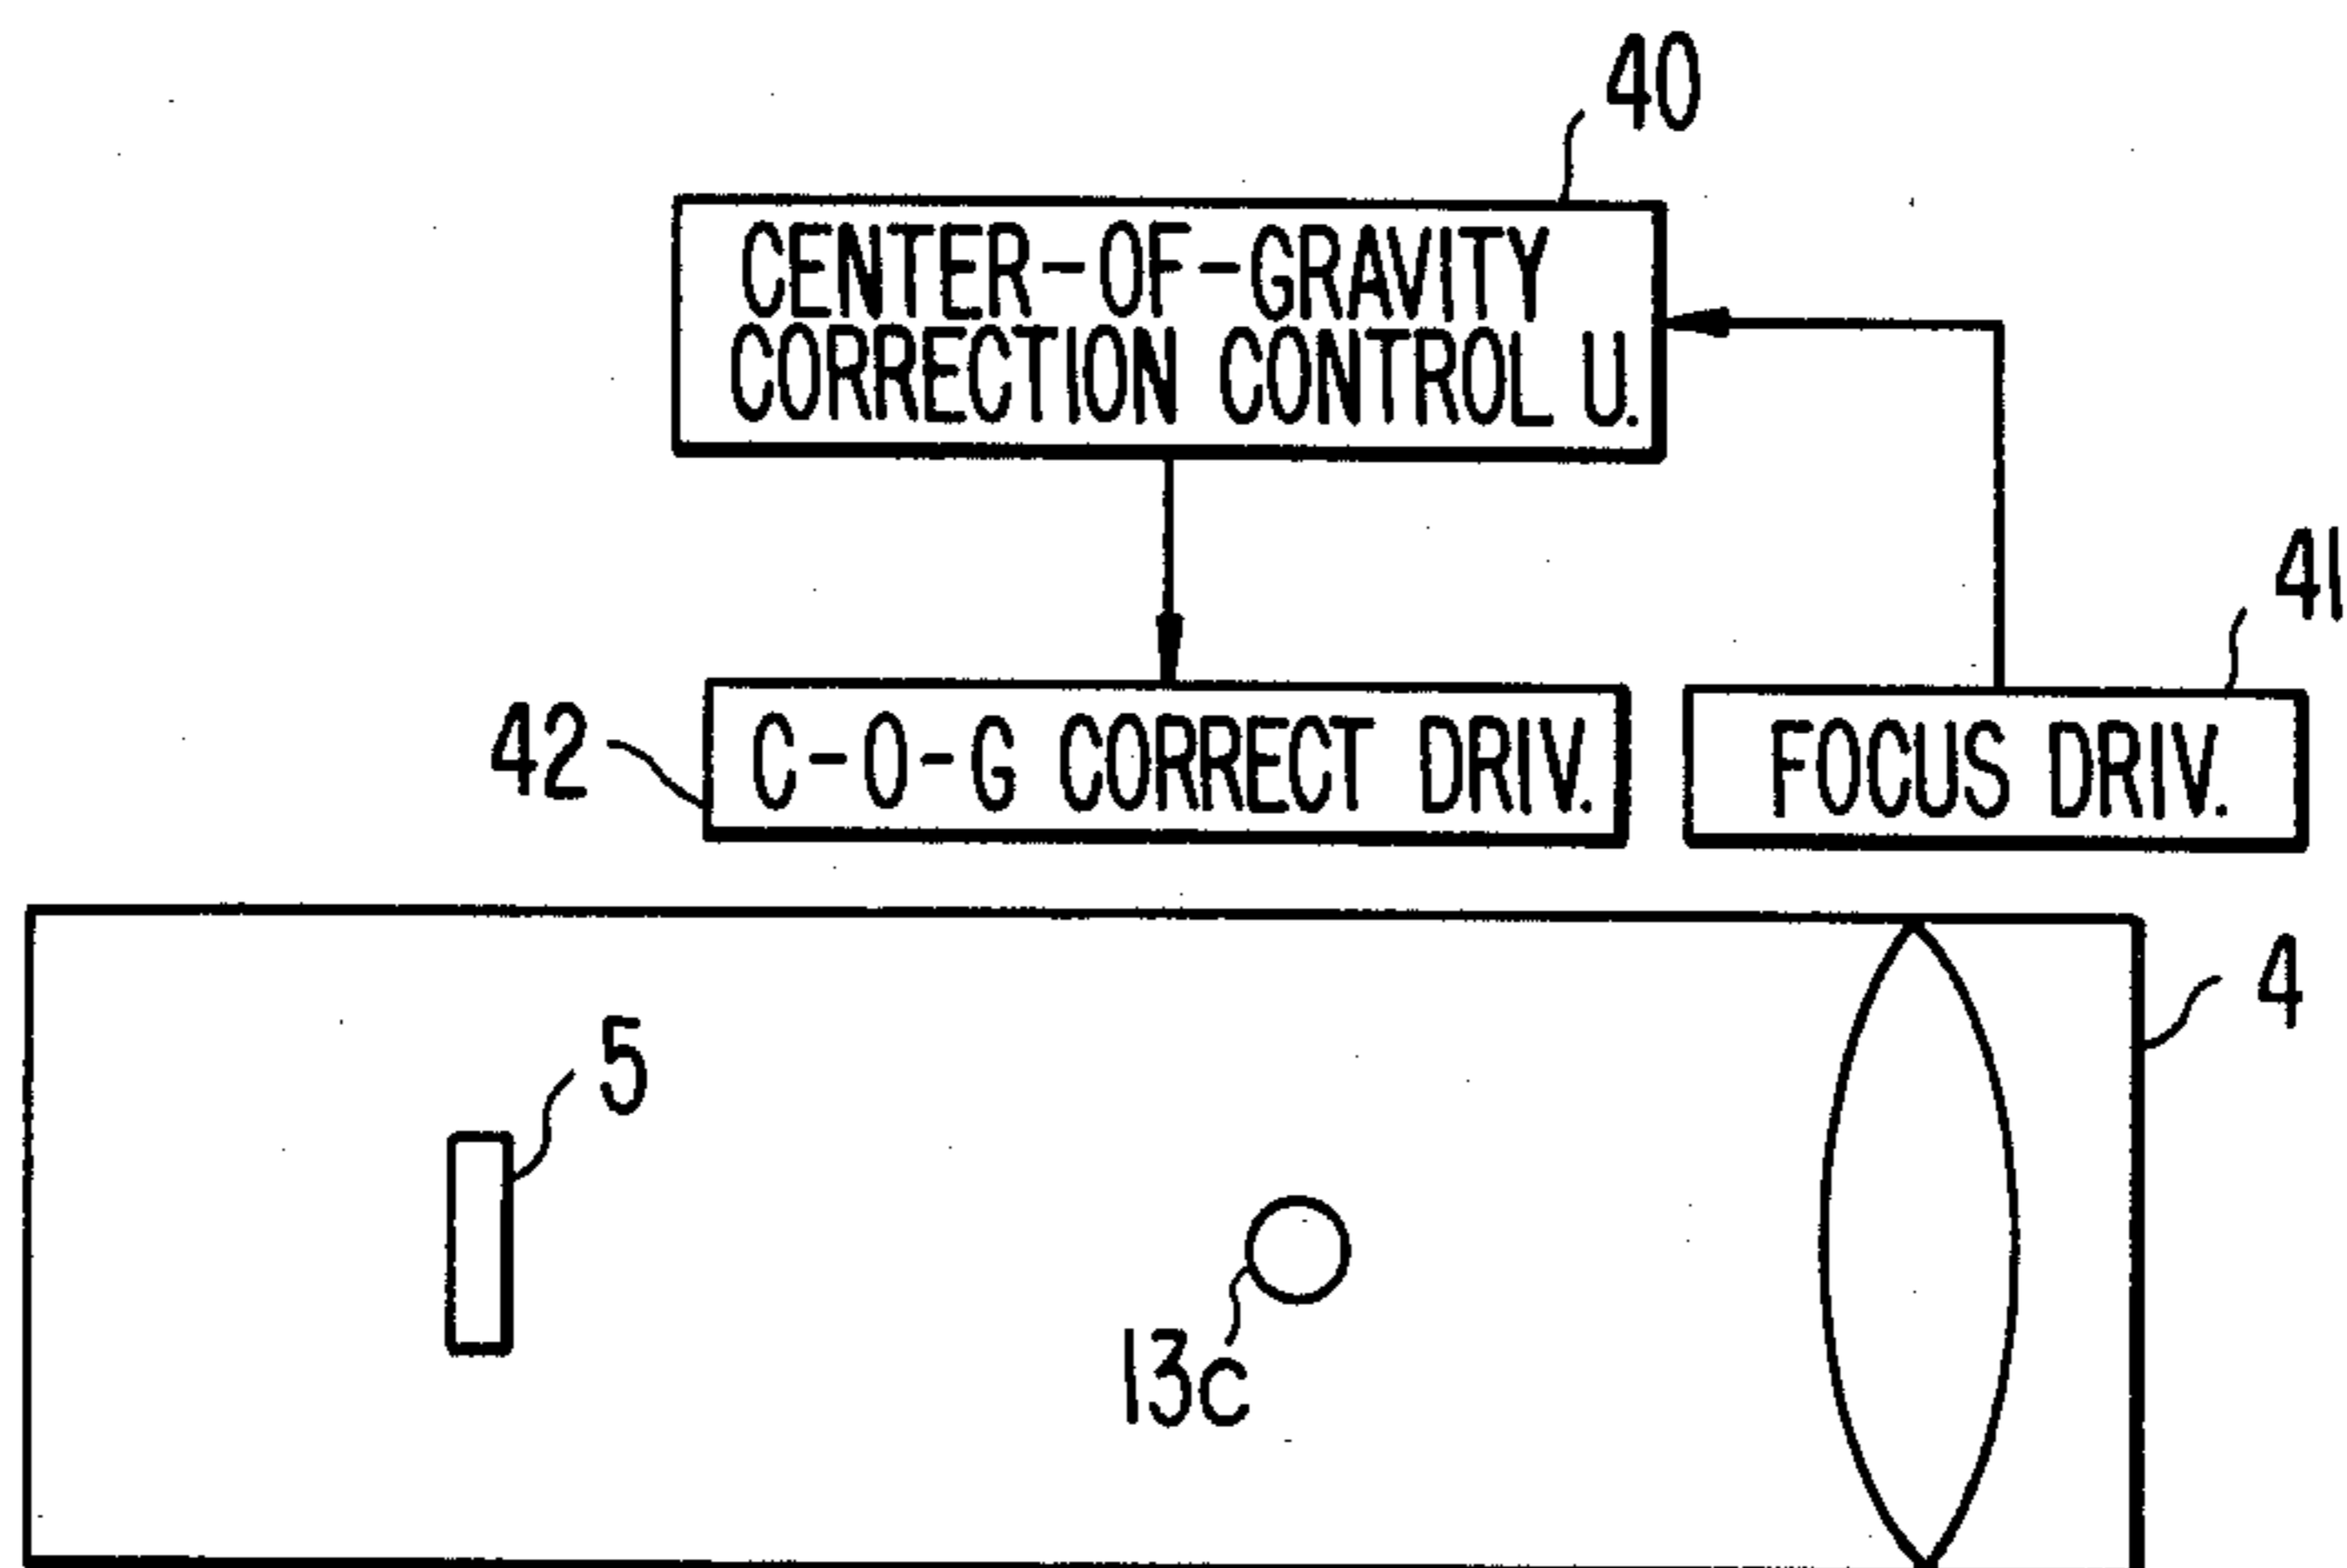 40
CENTER-OF-GRAVITY
CORRECTION CONTROL U.
41
42
C-O-G CORRECT DRIV.
FOCUS DRIV.
4
5
13c